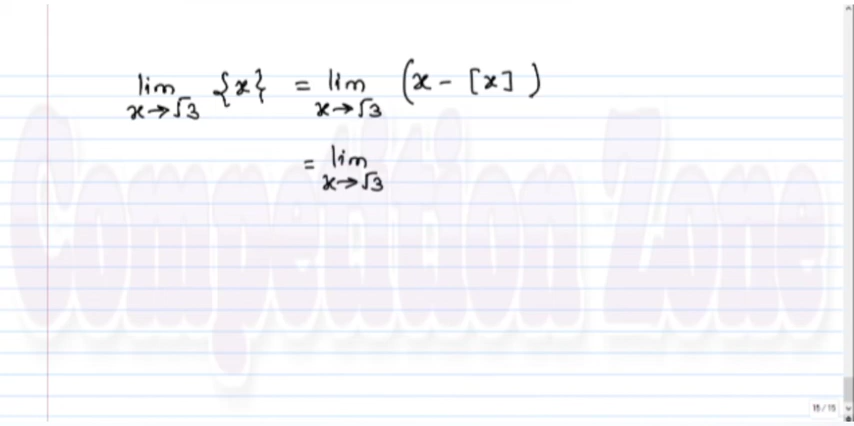 lim x→√3 {x} = lim x→√3 (x - [x])
= lim x→√3
Competition Zone
15/15